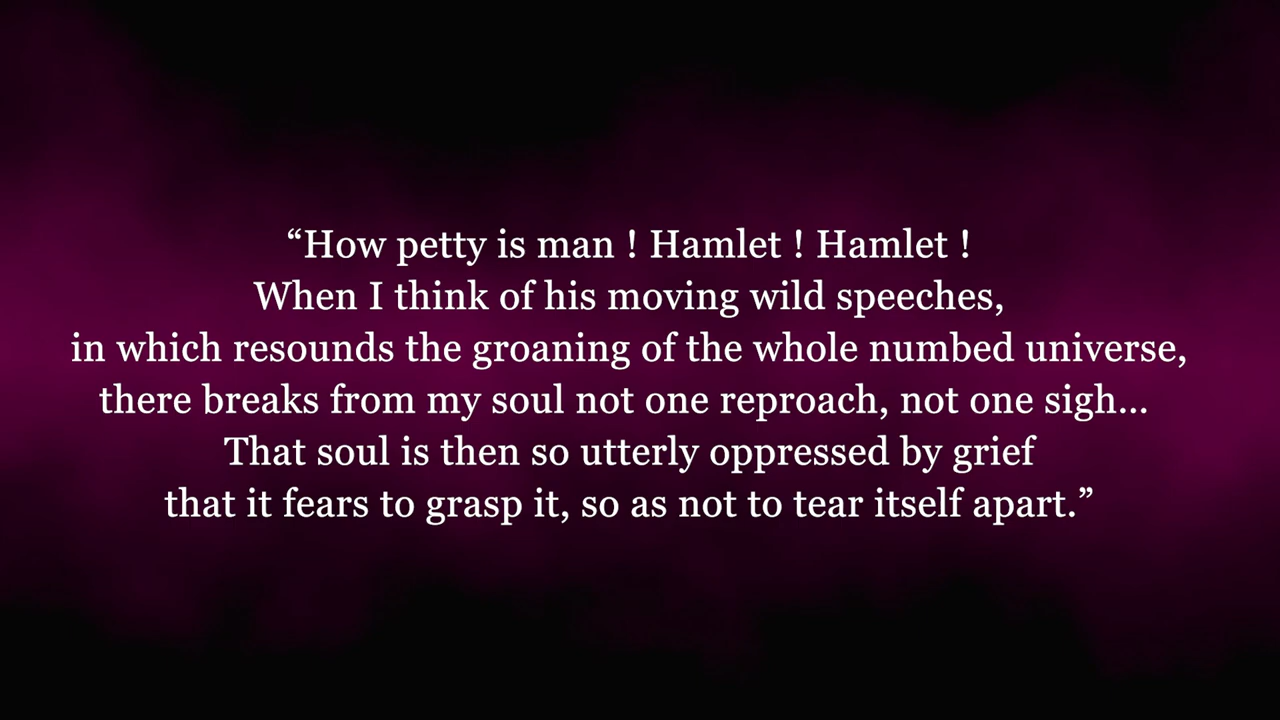 “How petty is man ! Hamlet ! Hamlet !
When I think of his moving wild speeches,
in which resounds the groaning of the whole numbed universe,
there breaks from my soul not one reproach, not one sigh...
That soul is then so utterly oppressed by grief
that it fears to grasp it, so as not to tear itself apart.”